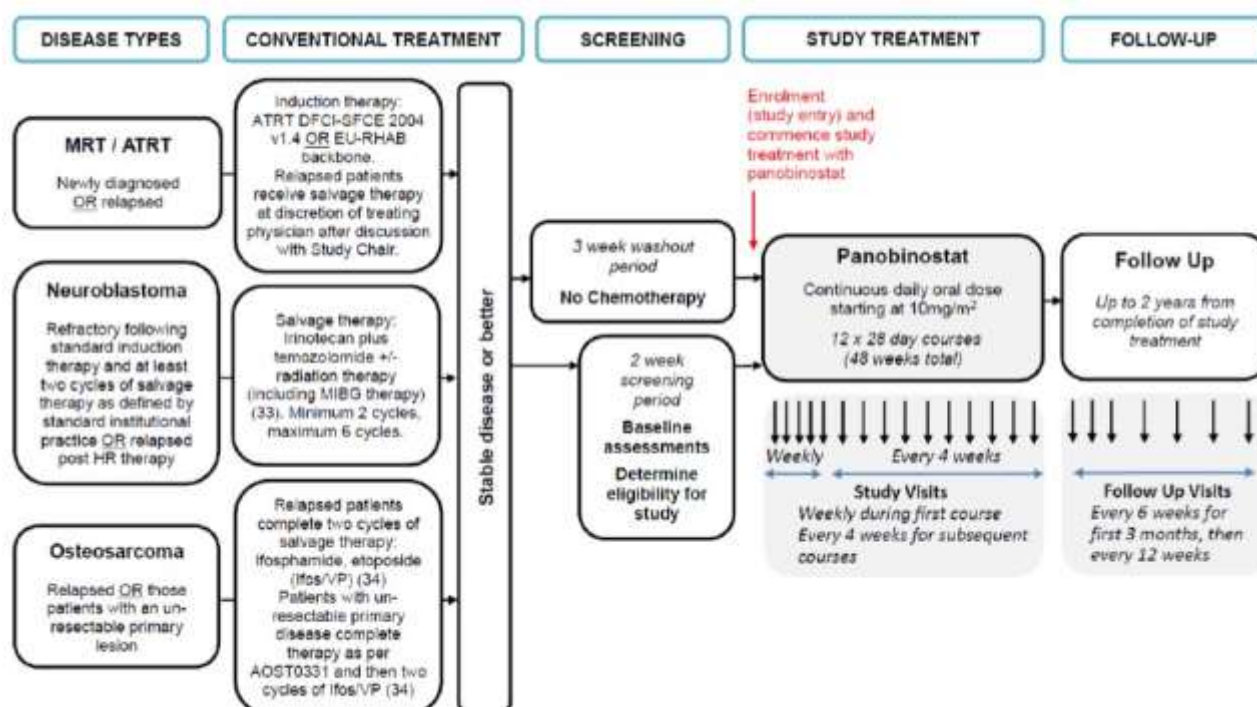 DISEASE TYPES
CONVENTIONAL TREATMENT
SCREENING
STUDY TREATMENT
FOLLOW-UP
MRT / ATRT
Newly diagnosed
OR relapsed
Neuroblastoma
Refractory following
standard induction
therapy and at least
two cycles of salvage
therapy as defined by
standard institutional
practice OR relapsed
post HR therapy
Osteosarcoma
Relapsed OR those
patients with an un-
resectable primary
lesion
Induction therapy:
ATRT DFCI-SFCE 2004
v1.4 OR EU-RHAB
backbone.
Relapsed patients
receive salvage therapy
at discretion of treating
physician after discussion
with Study Chair.
Salvage therapy:
Irinotecan plus
temozolomide +/-
radiation therapy
(including MIBG therapy)
(33). Minimum 2 cycles,
maximum 6 cycles.
Relapsed patients
complete two cycles of
salvage therapy:
Ifosphamide, etoposide
(Ifos/VP) (34)
Patients with un-
resectable primary
disease complete
therapy as per
AOST0331 and then two
cycles of Ifos/VP (34)
Stable disease or better
3 week washout
period
No Chemotherapy
2 week
screening
period
Baseline
assessments
Determine
eligibility for
study
Enrolment
(study entry) and
commence study
treatment with
panobinostat
Panobinostat
Continuous daily oral dose
starting at 10mg/m²
12 x 28 day courses
(48 weeks total)
Weekly
Every 4 weeks
Study Visits
Weekly during first course
Every 4 weeks for subsequent
courses
Follow Up
Up to 2 years from
completion of study
treatment
Follow Up Visits
Every 6 weeks for
first 3 months, then
every 12 weeks